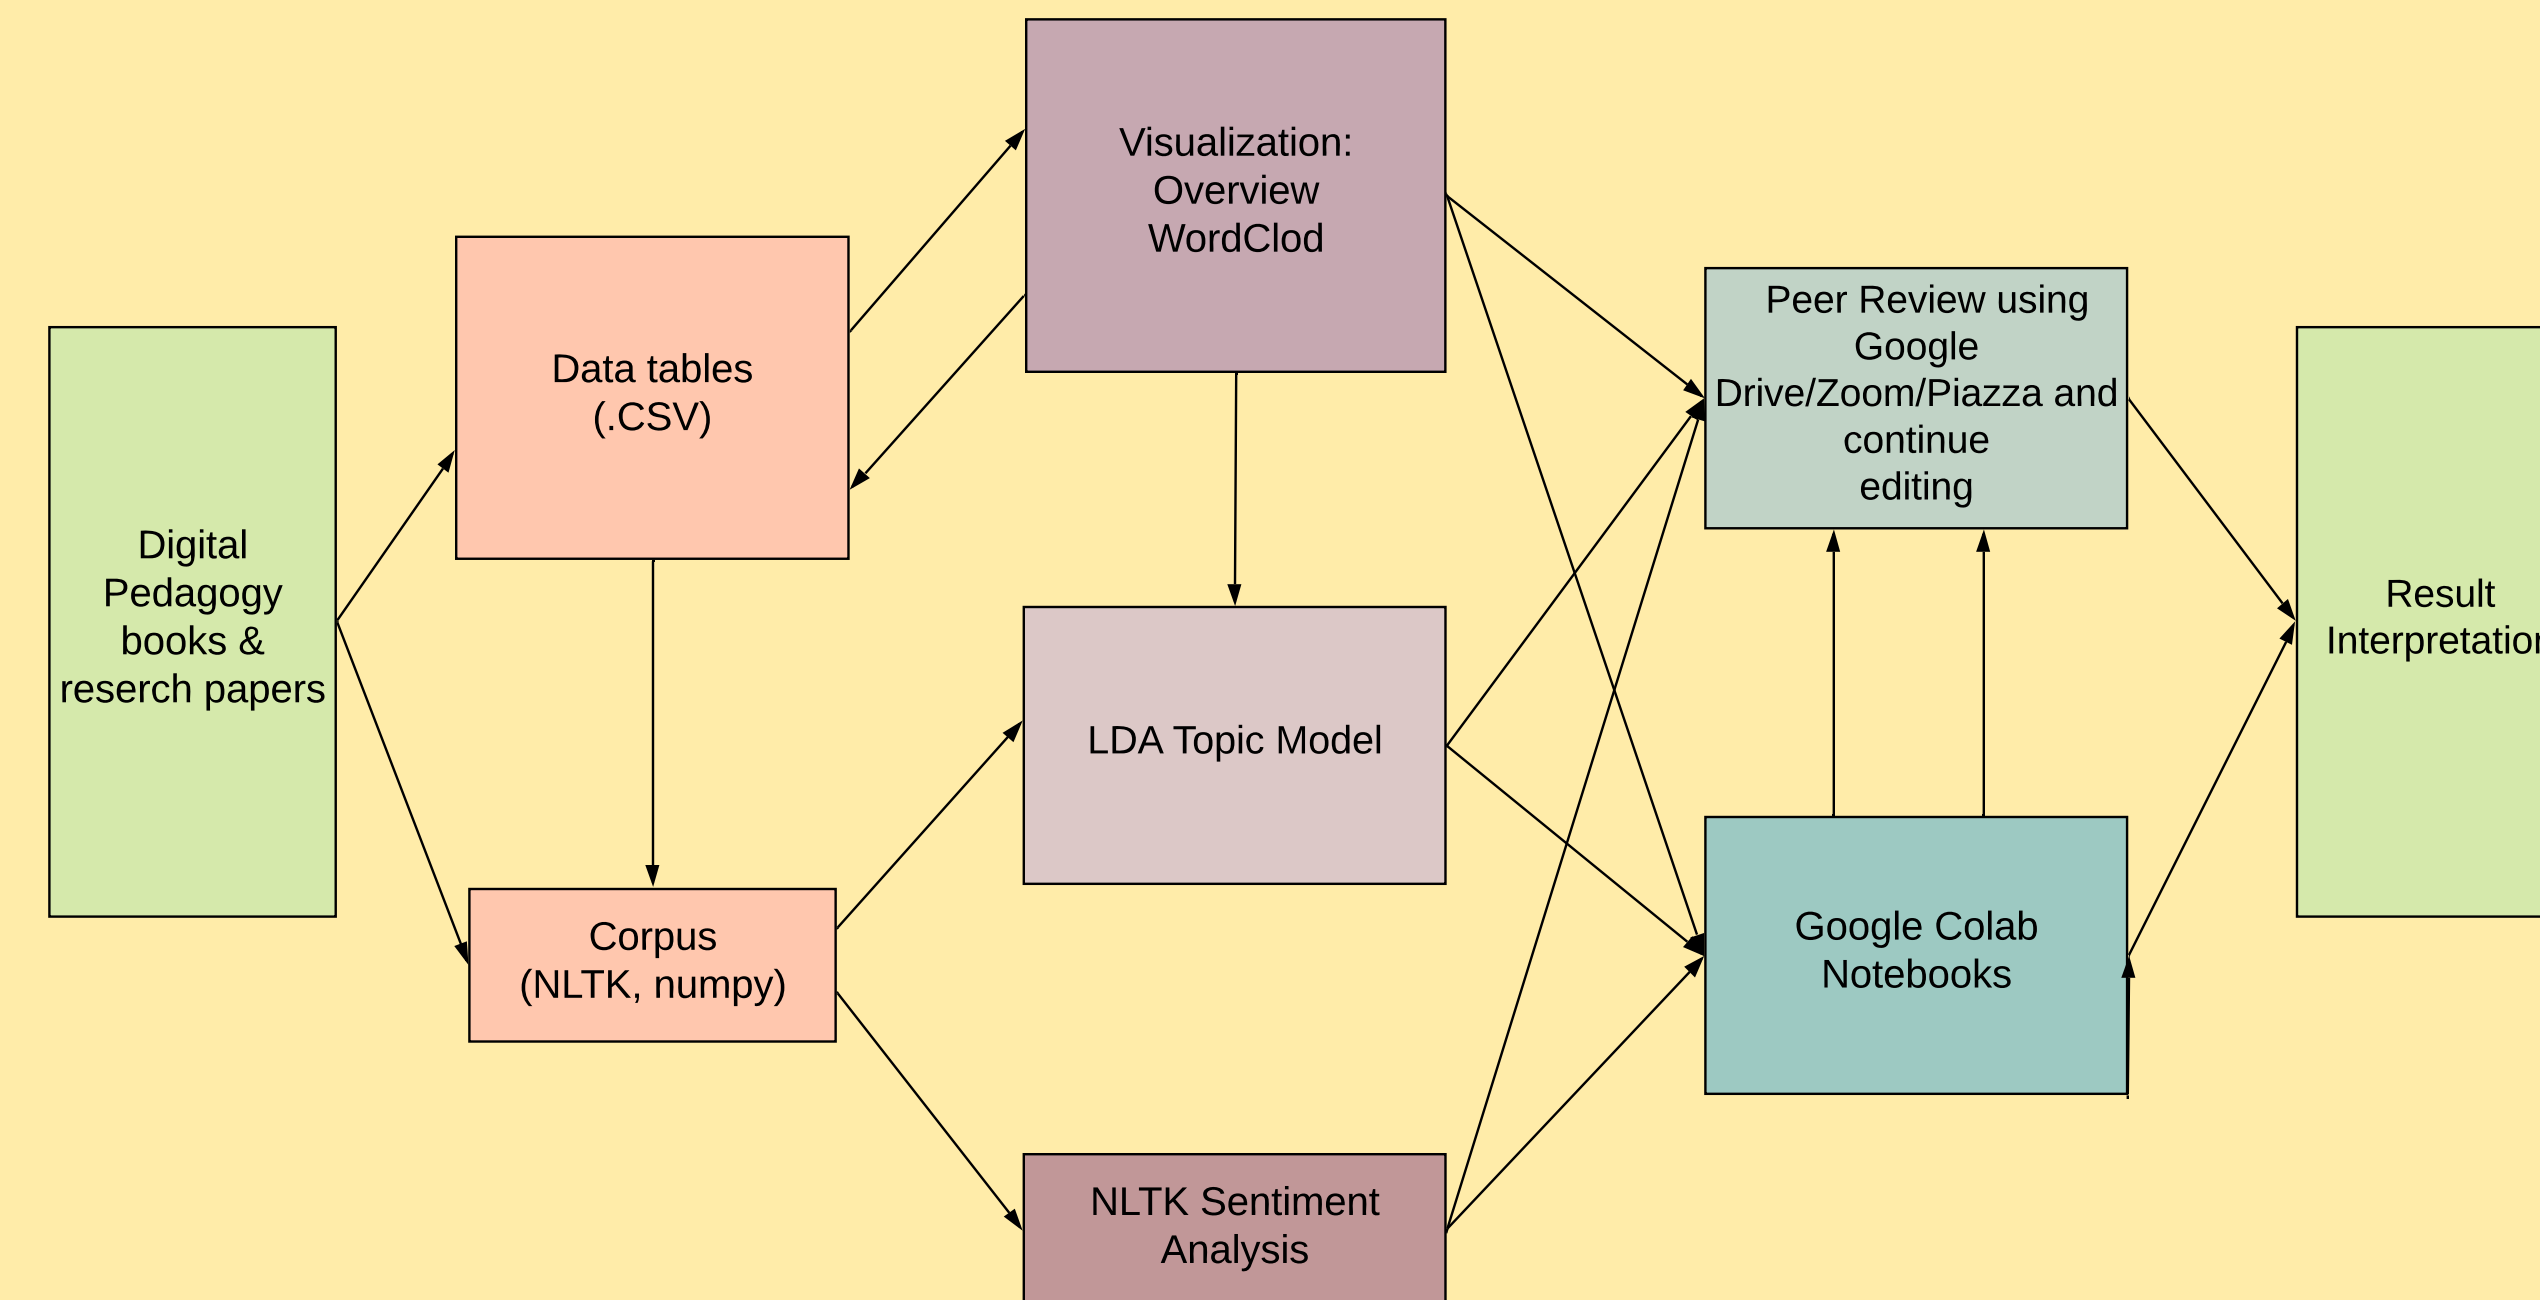 Digital
Pedagogy
books &
reserch papers
Data tables
(.CSV)
Corpus
(NLTK, numpy)
Visualization:
Overview
WordClod
LDA Topic Model
NLTK Sentiment
Analysis
Peer Review using
Google
Drive/Zoom/Piazza and
continue
editing
Google Colab
Notebooks
Result
Interpretation